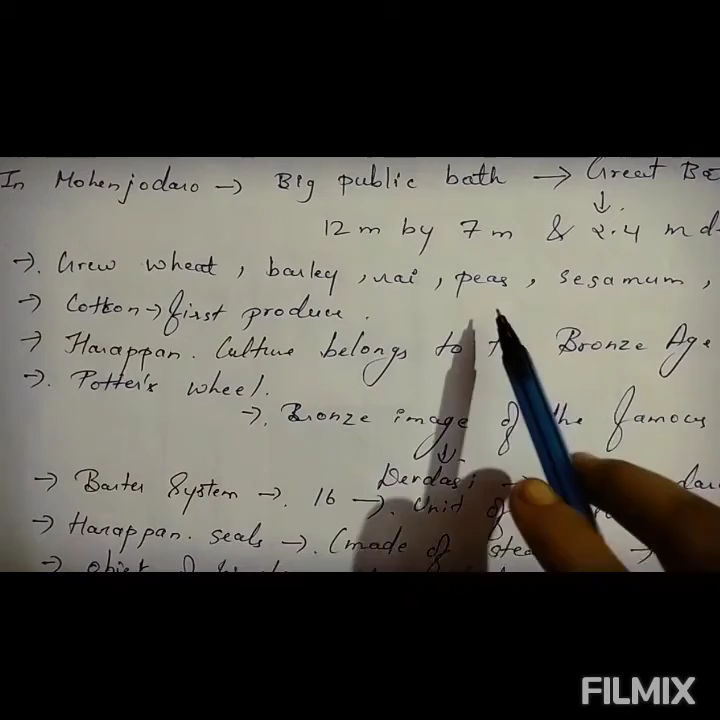 In Mohenjodaro → Big public bath → Great
↓
12 m by 7 m & 2.4 m
→ Grew wheat, barley, rai, peas, sesamum,
→ Cotton → first produce.
→ Harappan Culture belongs to Bronze Age
→ Potter's wheel.
→ Bronze image of the famous
↓
→ Barter System → 16 → Unit of
→ Harappan seals → (made of
FILMIX